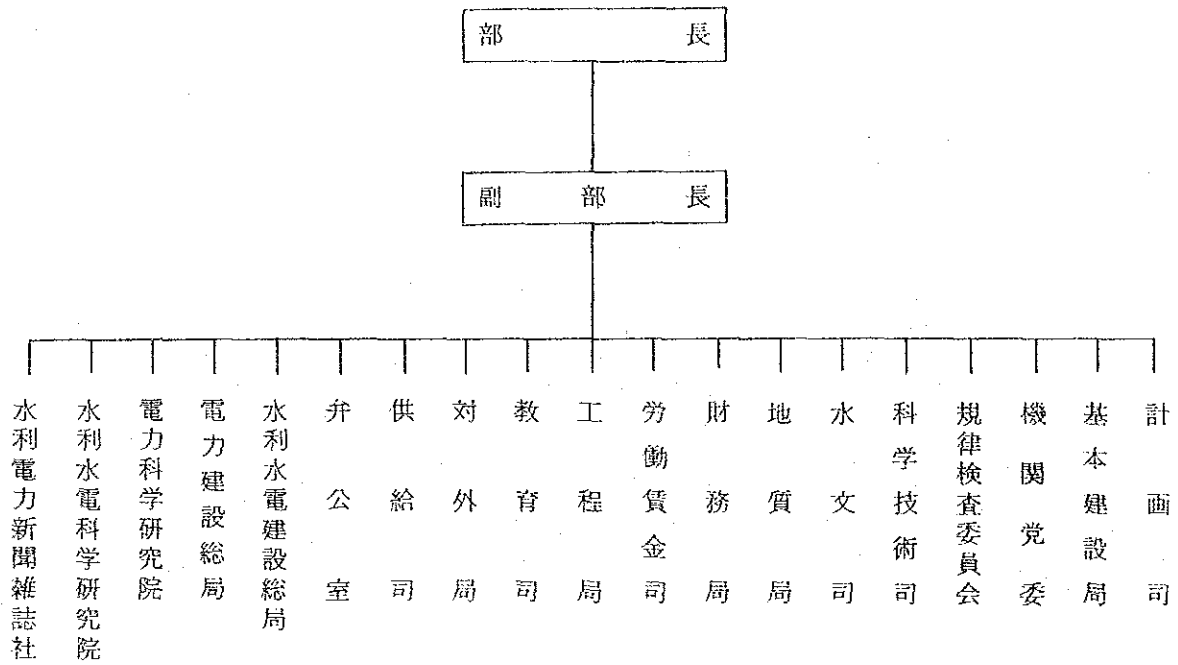 部長
副部長
計画司
基本建設局
機関党委
規律検査委員会
科学技術司
水文司
地質局
財務局
労働賃金司
工程局
教育司
対外局
供給司
弁公室
水利水電建設総局
電力建設総局
電力科学研究院
水利水電科学研究院
水利電力新聞雑誌社